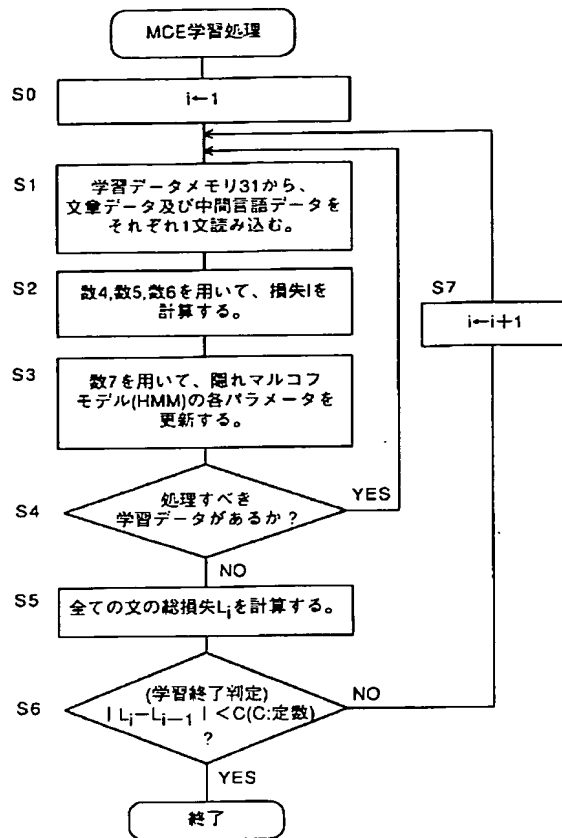 MCE学習処理
S0
i←1
S1
学習データメモリ31から、
文章データ及び中間言語データを
それぞれ1文読み込む。
S2
数4,数5,数6を用いて、損失lを
計算する。
S7
i←i+1
S3
数7を用いて、隠れマルコフ
モデル(HMM)の各パラメータを
更新する。
S4
処理すべき
学習データがあるか?
YES
NO
S5
全ての文の総損失Liを計算する。
S6
(学習終了判定)
| Li−Li−1 | <C(C:定数)
?
NO
YES
終了